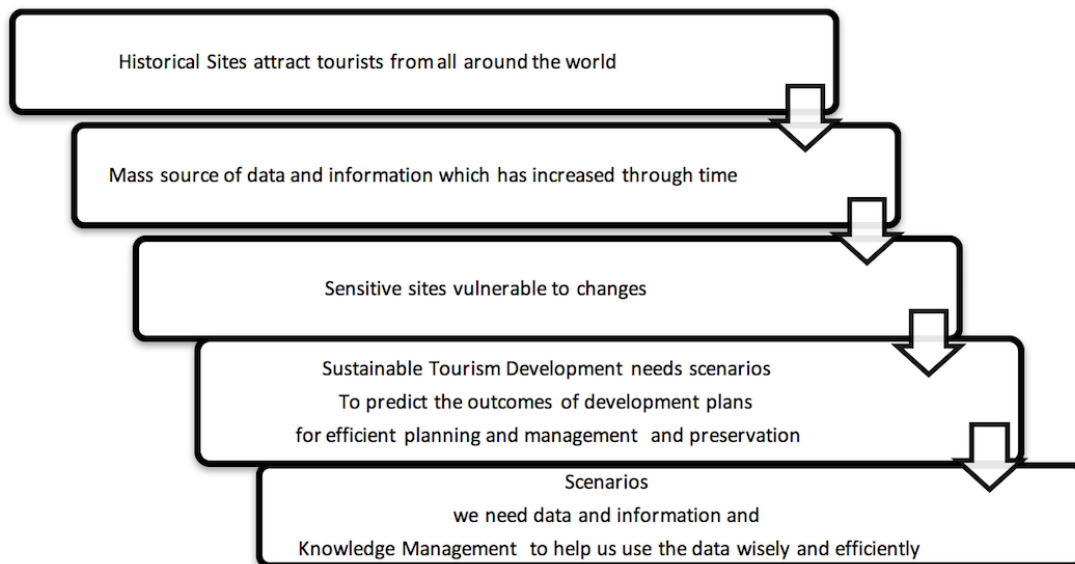 Historical Sites attract tourists from all around the world
Mass source of data and information which has increased through time
Sensitive sites vulnerable to changes
Sustainable Tourism Development needs scenarios
To predict the outcomes of development plans
for efficient planning and management and preservation
Scenarios
we need data and information and
Knowledge Management to help us use the data wisely and efficiently